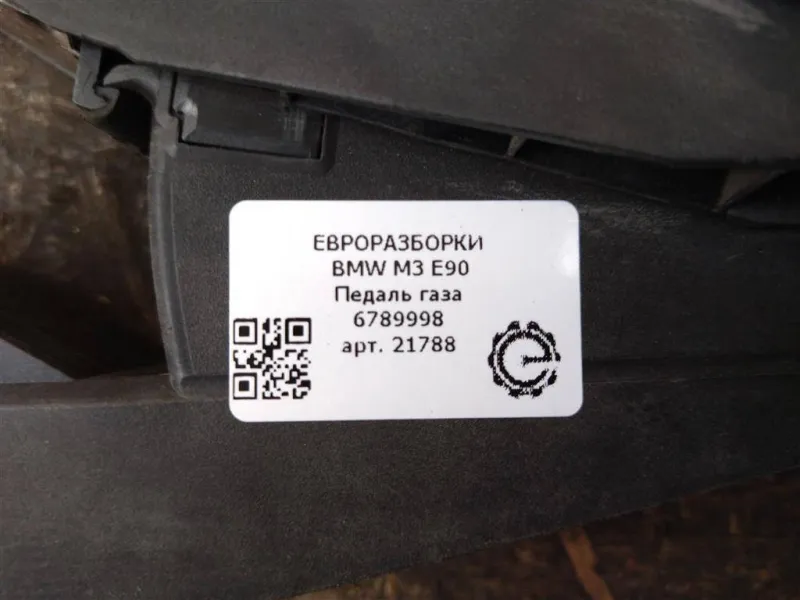 ЕВРОРАЗБОРКИ
BMW M3 E90
Педаль газа
6789998
арт. 21788